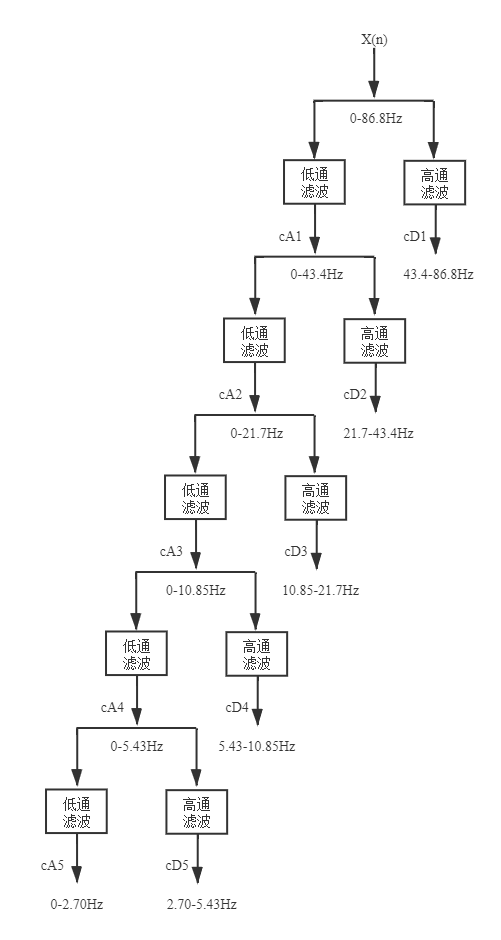 X(n)
0-86.8Hz
低通
滤波
高通
滤波
cA1
cD1
0-43.4Hz
43.4-86.8Hz
低通
滤波
高通
滤波
cA2
cD2
0-21.7Hz
21.7-43.4Hz
低通
滤波
高通
滤波
cA3
cD3
0-10.85Hz
10.85-21.7Hz
低通
滤波
高通
滤波
cA4
cD4
0-5.43Hz
5.43-10.85Hz
低通
滤波
高通
滤波
cA5
cD5
0-2.70Hz
2.70-5.43Hz